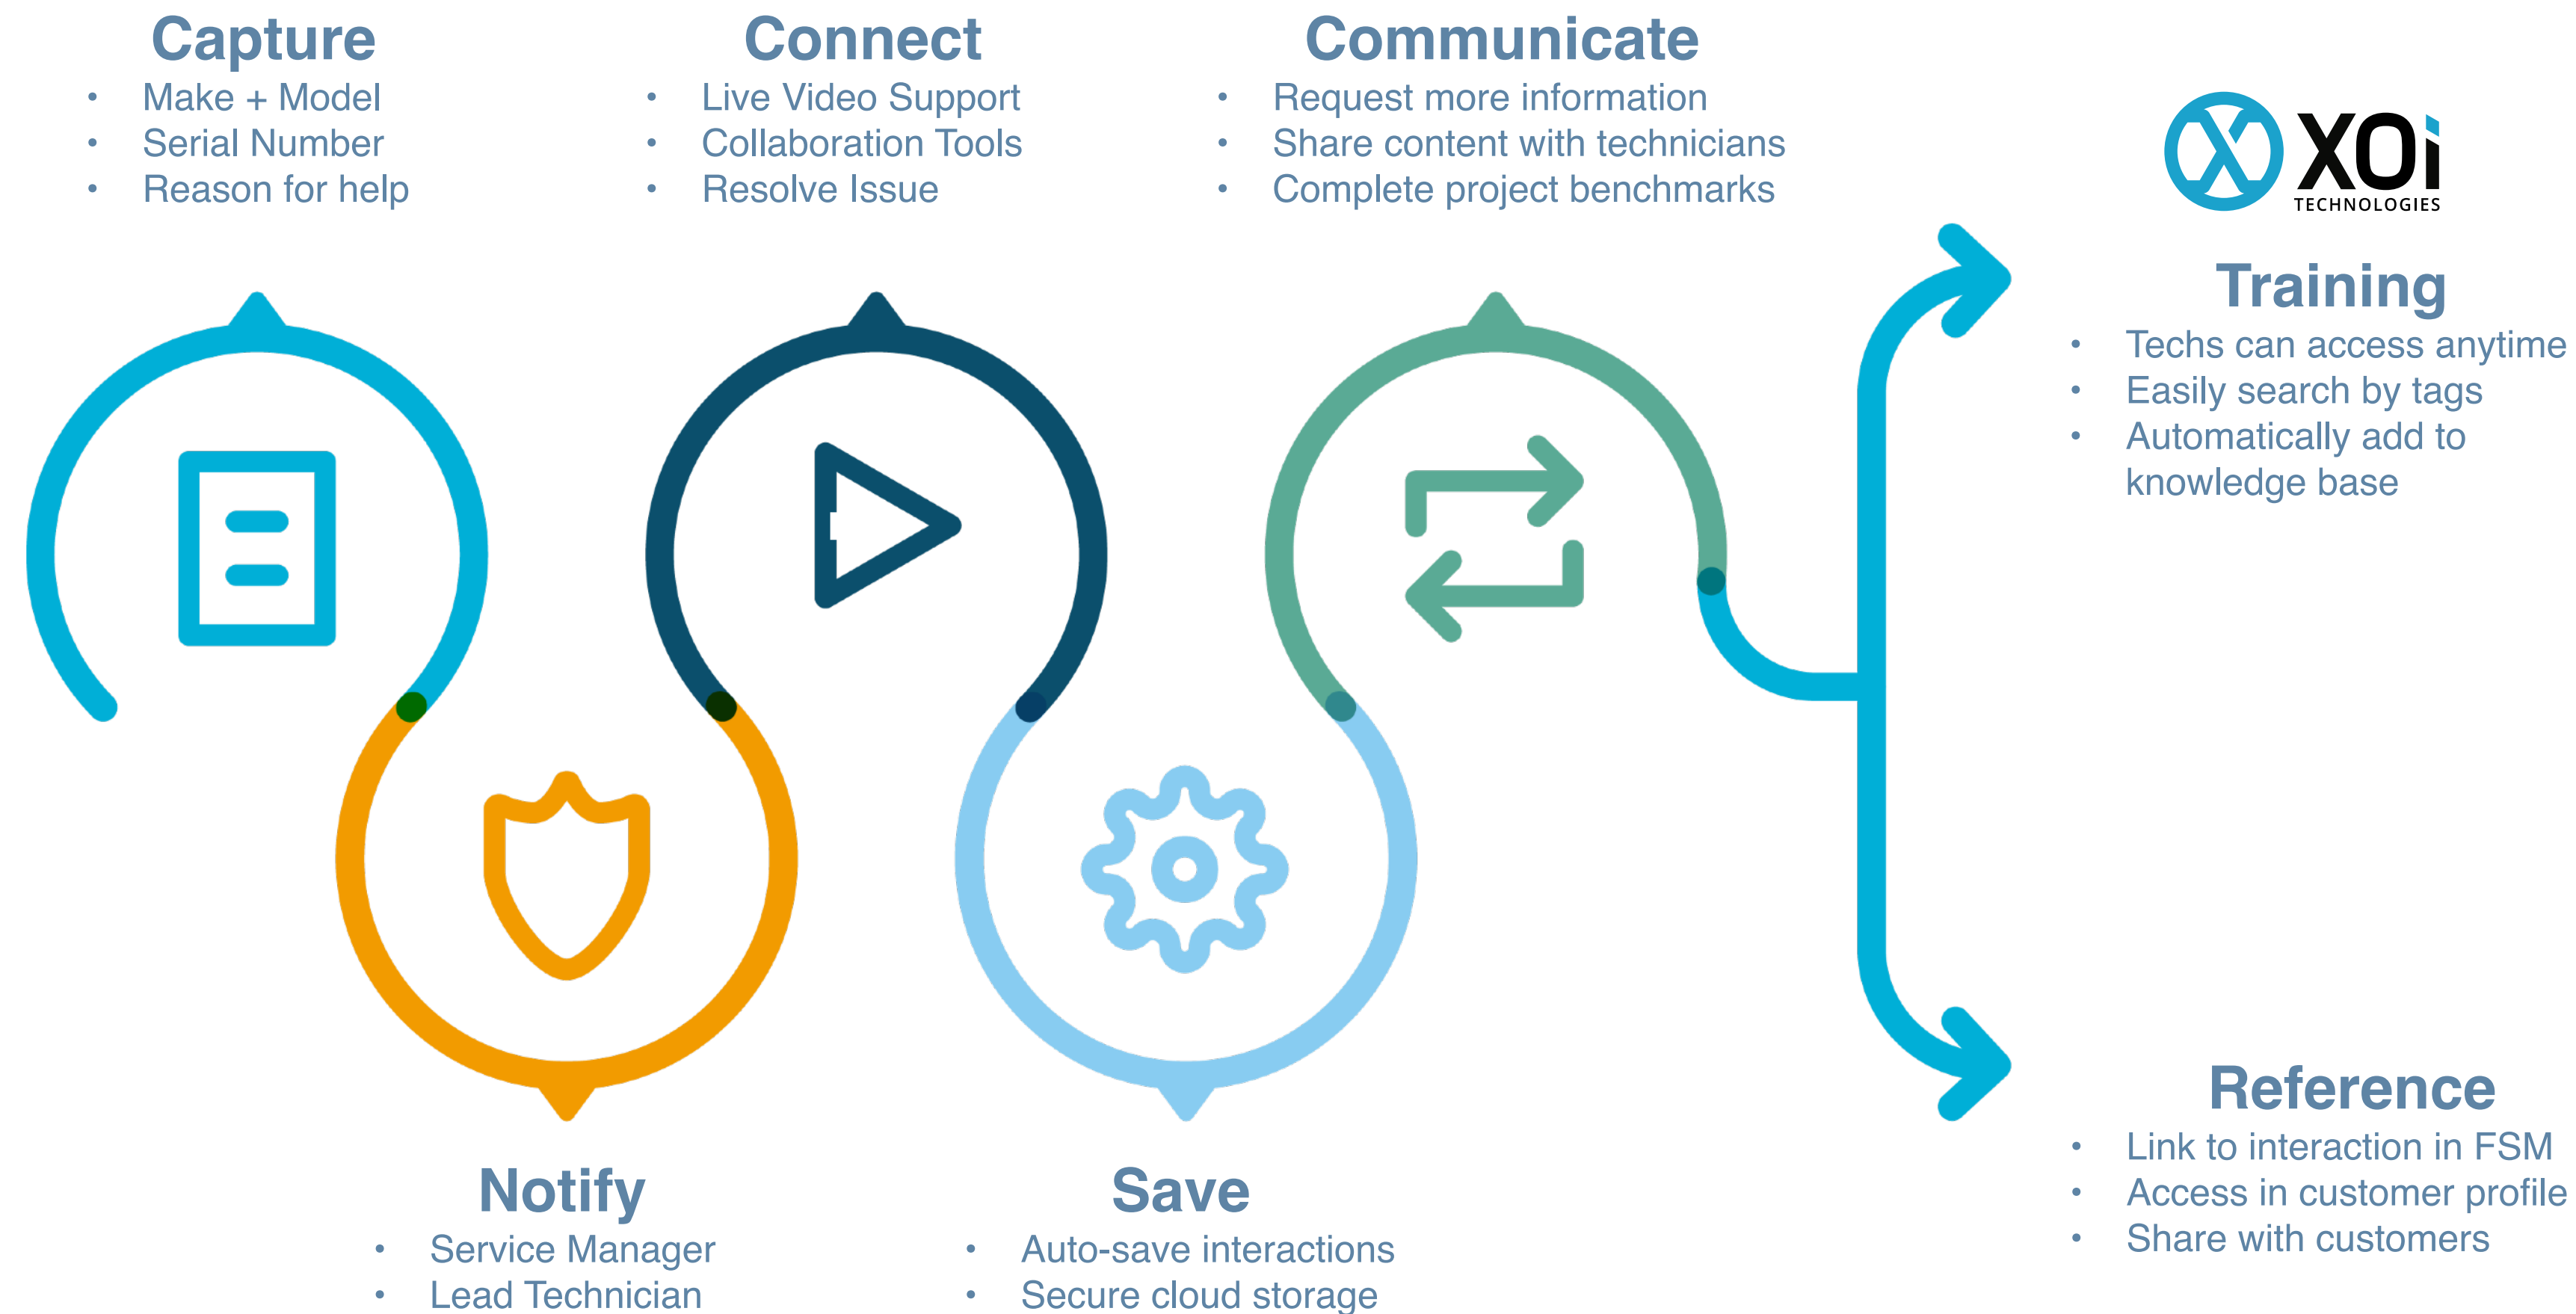 Capture
• Make + Model
• Serial Number
• Reason for help
Connect
• Live Video Support
• Collaboration Tools
• Resolve Issue
Communicate
• Request more information
• Share content with technicians
• Complete project benchmarks
XOi
TECHNOLOGIES
Training
• Techs can access anytime
• Easily search by tags
• Automatically add to
knowledge base
Notify
• Service Manager
• Lead Technician
Save
• Auto-save interactions
• Secure cloud storage
Reference
• Link to interaction in FSM
• Access in customer profile
• Share with customers